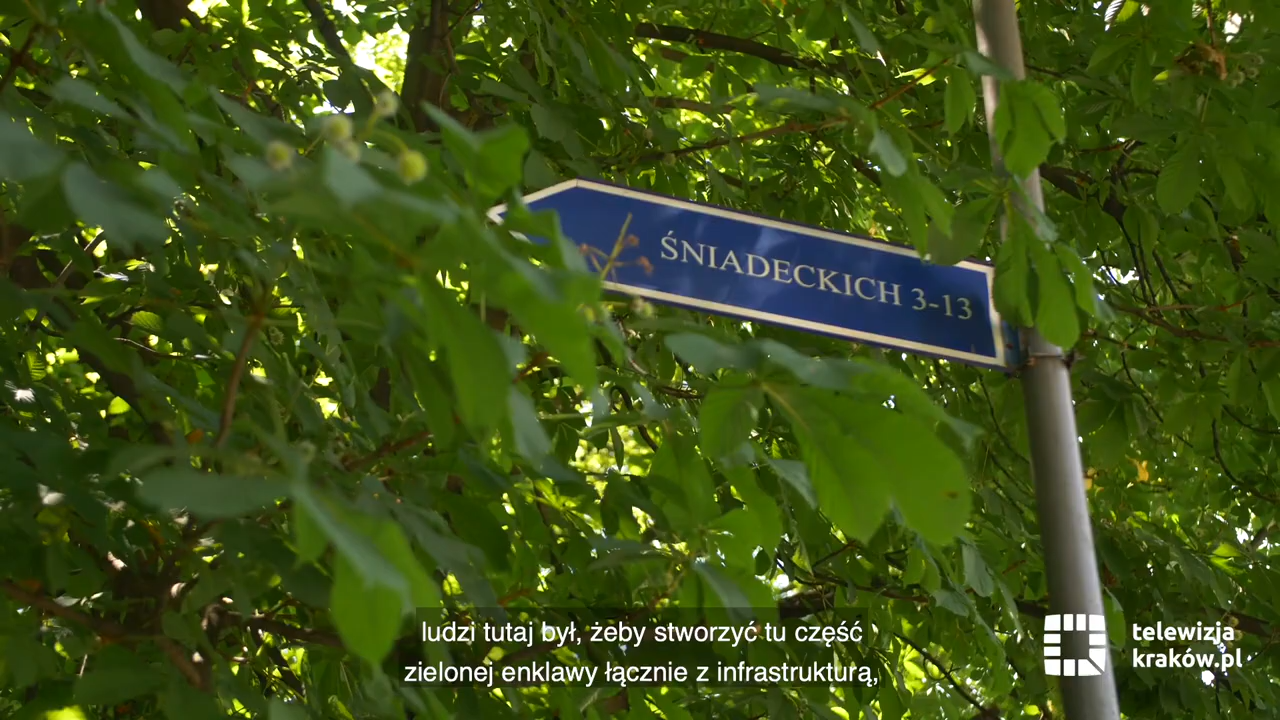 ŚNIADECKICH 3-13
ludzi tutaj był, żeby stworzyć tu część
zielonej enklawy łącznie z infrastrukturą,
telewizja
kraków.pl